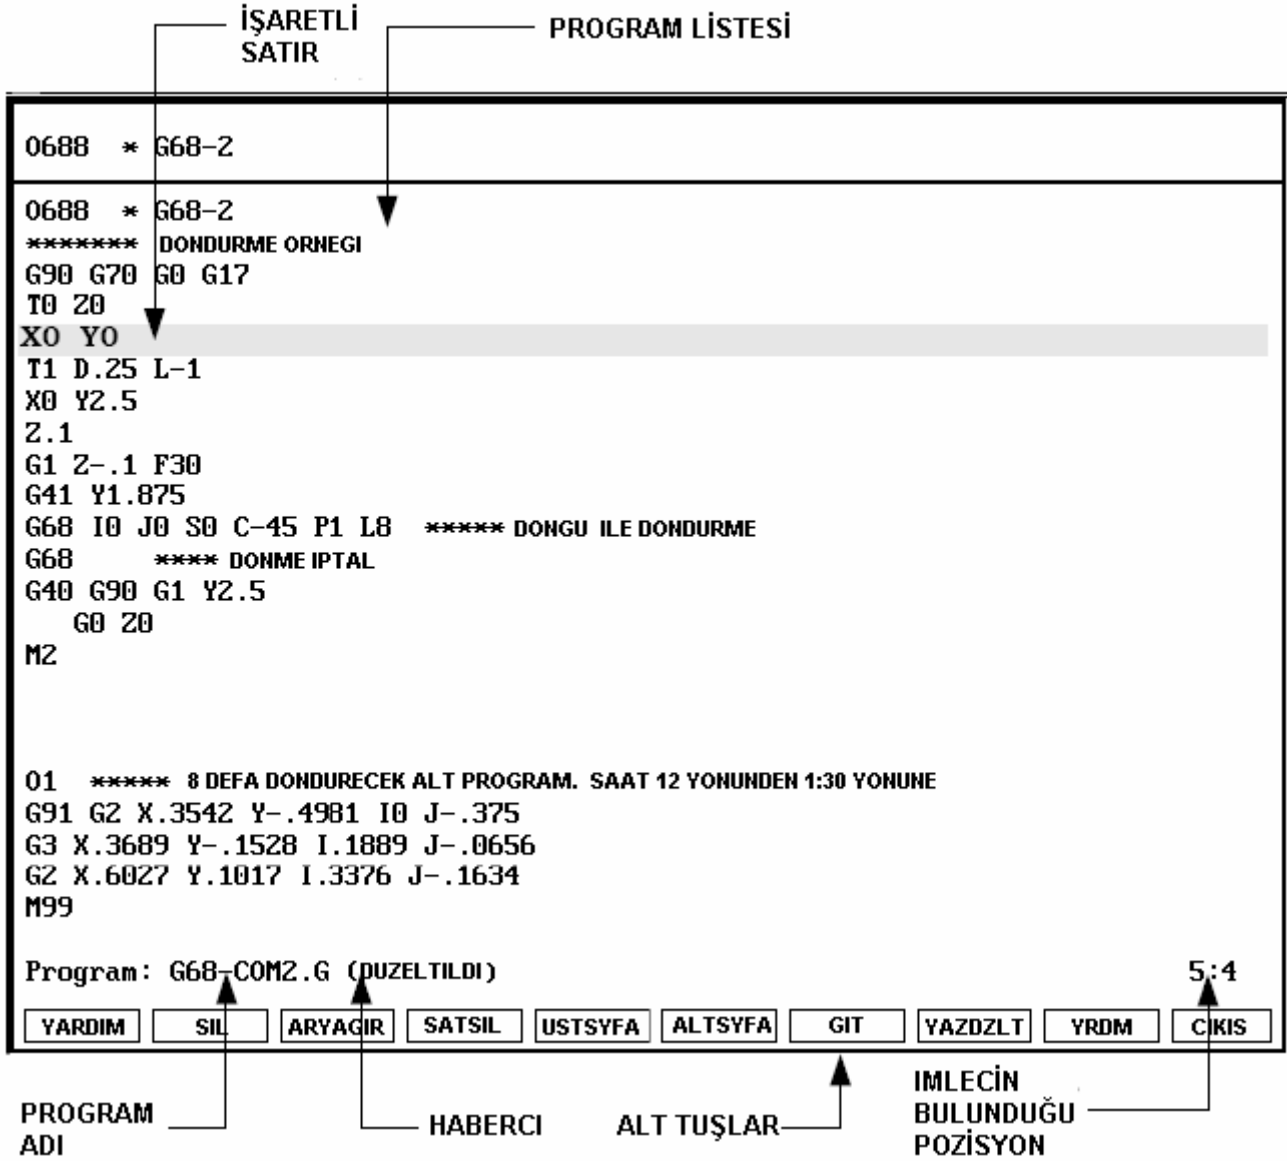 İŞARETLİ
SATIR
PROGRAM LİSTESİ
O688 * G68-2
O688 * G68-2
******* DONDURME ORNEGI
G90 G70 G0 G17
T0 Z0
X0 Y0
T1 D.25 L-1
X0 Y2.5
Z.1
G1 Z-.1 F30
G41 Y1.875
G68 I0 J0 S0 C-45 P1 L8 ***** DONGU ILE DONDURME
G68 **** DONME IPTAL
G40 G90 G1 Y2.5
G0 Z0
M2
O1 ***** 8 DEFA DONDURECEK ALT PROGRAM. SAAT 12 YONUNDEN 1:30 YONUNE
G91 G2 X.3542 Y-.4981 I0 J-.375
G3 X.3689 Y-.1528 I.1889 J-.0656
G2 X.6027 Y.1017 I.3376 J-.1634
M99
Program: G68-COM2.G (DUZELTILDI) 5:4
YARDIM SIL ARYAGIR SATSIL USTSYFA ALTSYFA GIT YAZDZLT YRDM CIKIS
PROGRAM
ADI
HABERCI
ALT TUŞLAR
IMLECİN
BULUNDUĞU
POZİSYON